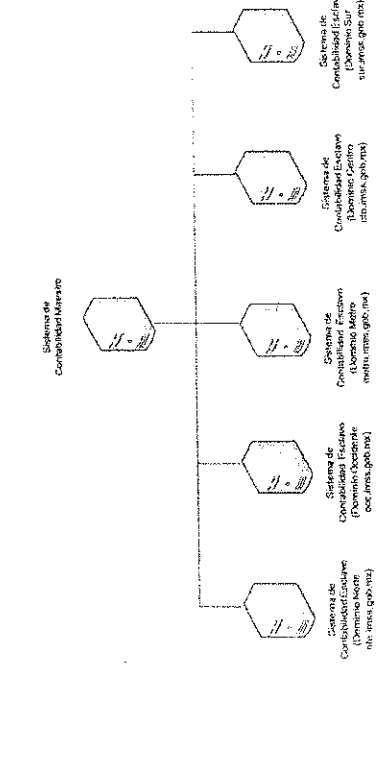 Sistema de
Contabilidad Maestro
Sistema de
Contabilidad Esclavo
(Dominio Norte
nte.imss.gob.mx)
Sistema de
Contabilidad Esclavo
(Dominio Occidente
occ.imss.gob.mx)
Sistema de
Contabilidad Esclavo
(Dominio Metro
metro.imss.gob.mx)
Sistema de
Contabilidad Esclavo
(Dominio Centro
cto.imss.gob.mx)
Sistema de
Contabilidad Esclavo
(Dominio Sur
sur.imss.gob.mx)